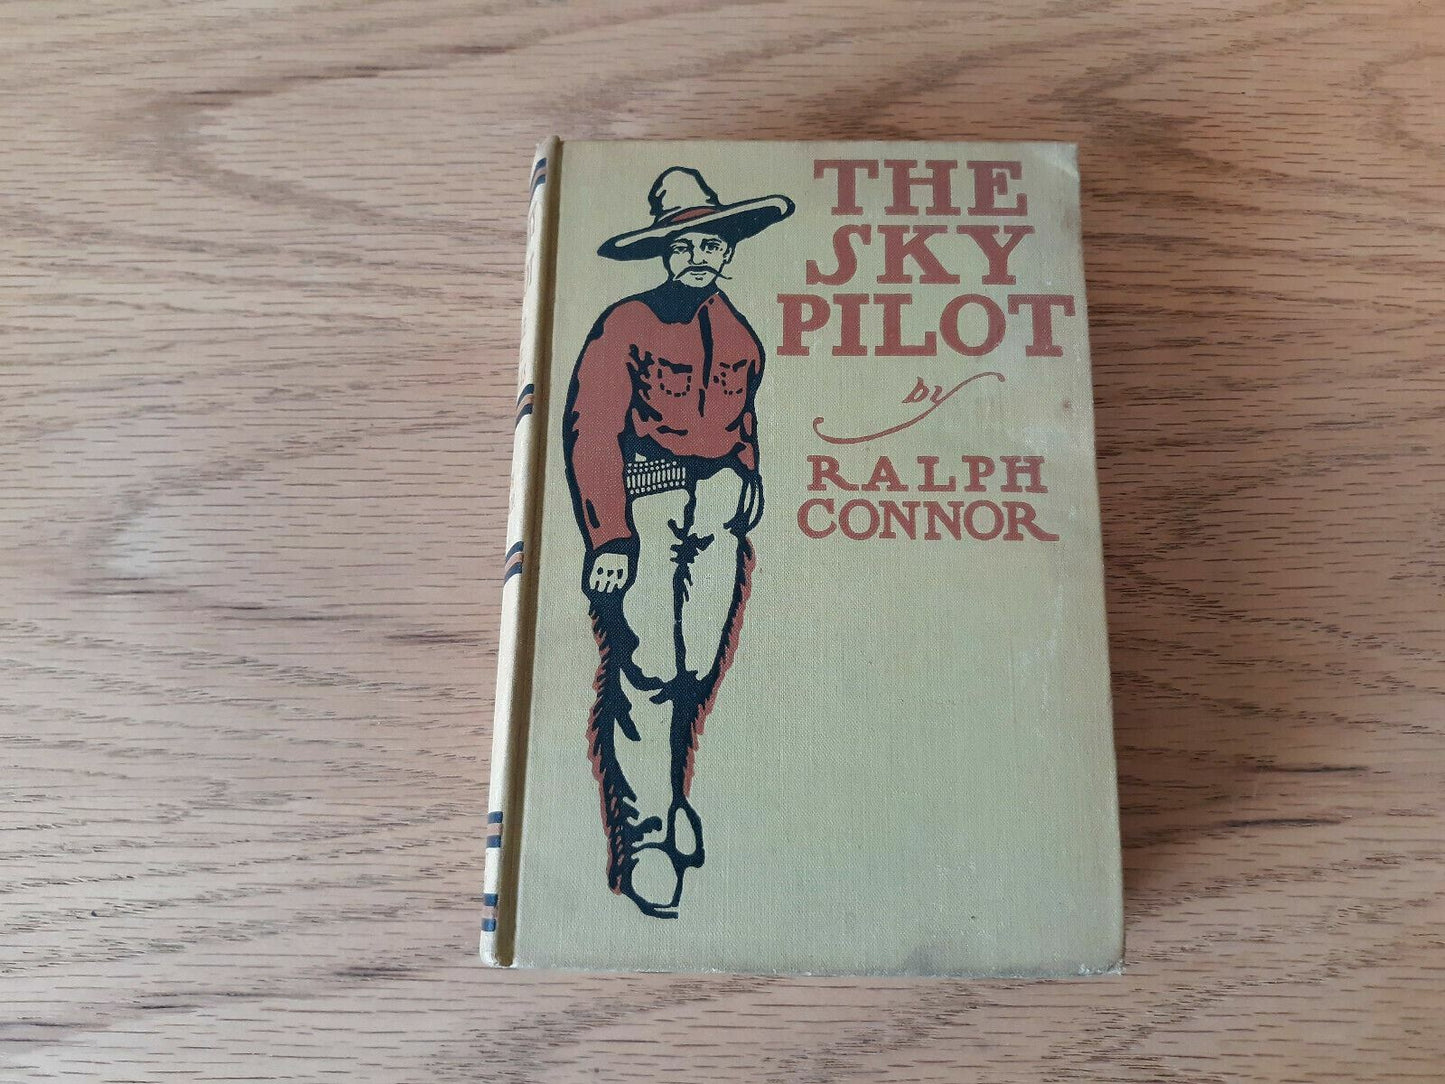 THE
SKY
PILOT
by
RALPH
CONNOR